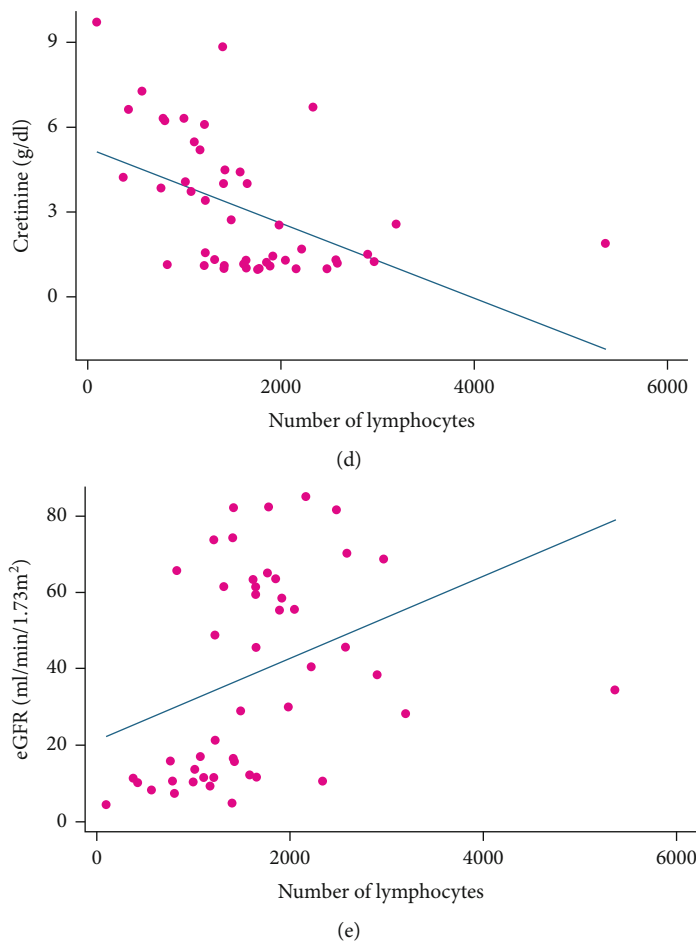 9
6
3
0
Cretinine (g/dl)
0
2000
4000
6000
Number of lymphocytes
(d)
80
60
40
20
0
eGFR (ml/min/1.73m²)
0
2000
4000
6000
Number of lymphocytes
(e)